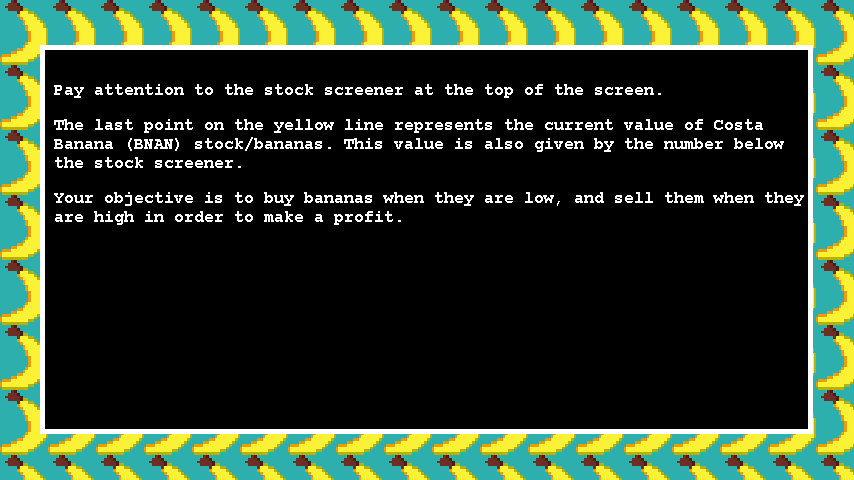 Pay attention to the stock screener at the top of the screen.
The last point on the yellow line represents the current value of Costa
Banana (BNAN) stock/bananas. This value is also given by the number below
the stock screener.
Your objective is to buy bananas when they are low, and sell them when they
are high in order to make a profit.